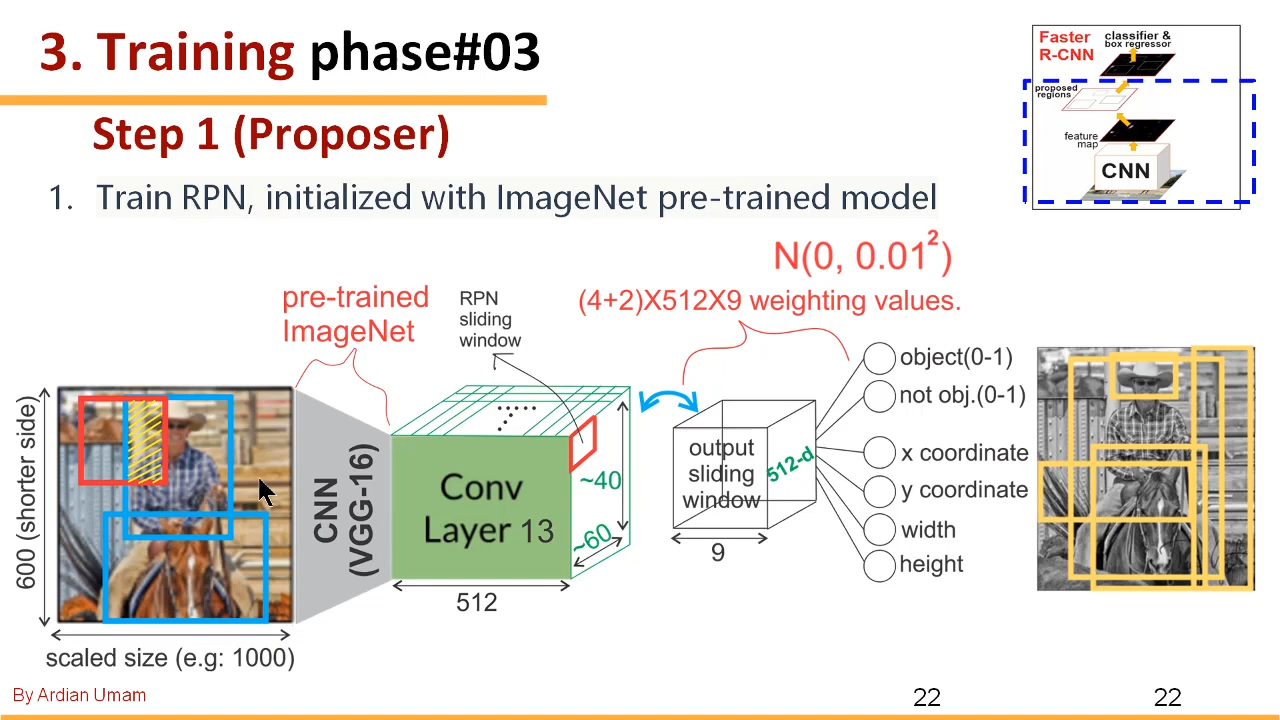 3. Training phase#03
Step 1 (Proposer)
1. Train RPN, initialized with ImageNet pre-trained model
Faster
R-CNN
classifier &
box regressor
proposed
regions
feature
map
CNN
N(0, 0.01²)
(4+2)X512X9 weighting values.
pre-trained
ImageNet
RPN
sliding
window
600 (shorter side)
scaled size (e.g: 1000)
CNN
(VGG-16)
Conv
Layer 13
512
~40
~60
output
sliding
window
512-d
9
object(0-1)
not obj.(0-1)
x coordinate
y coordinate
width
height
By Ardian Umam
22
22